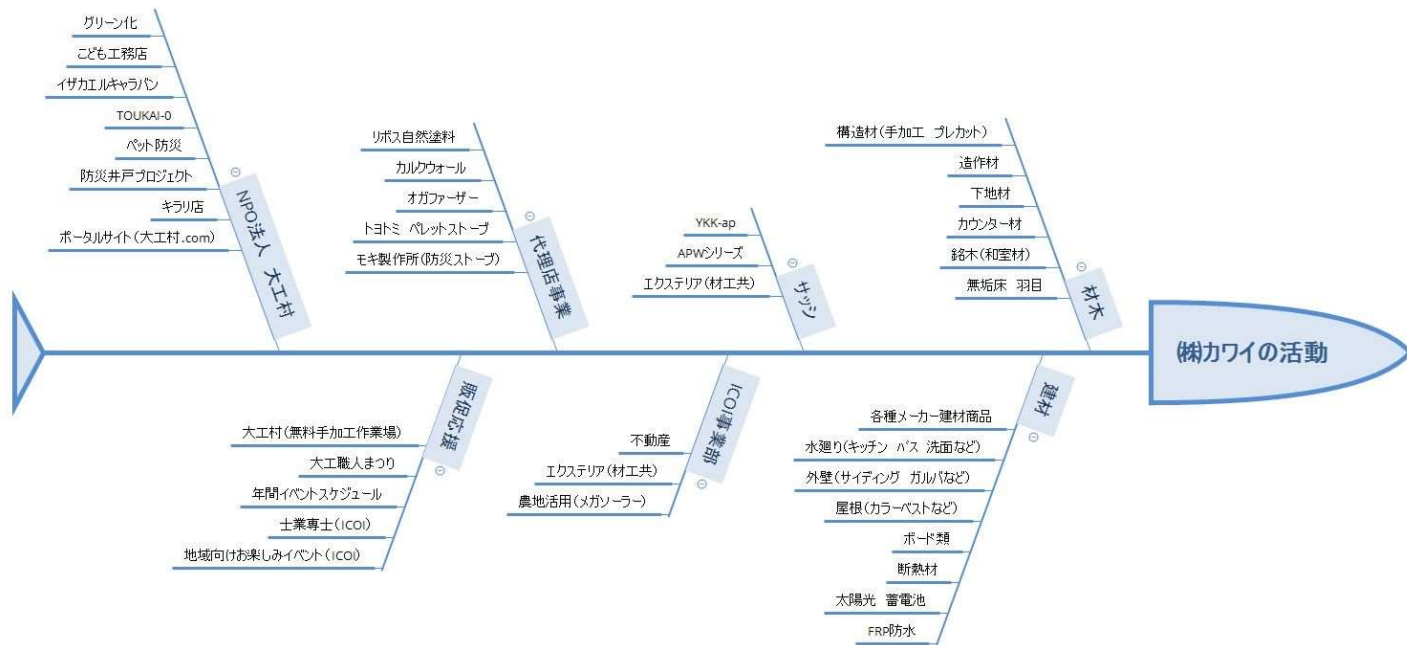 グリーン化
こども工務店
イザカエルキャラバン
TOUKAI-0
ペット防災
防災井戸プロジェクト
キラリ店
ポータルサイト(大工村.com)
NPO法人 大工村
リボス自然塗料
カルクウォール
オガファーザー
トヨトミ ペレットストーブ
モキ製作所(防災ストーブ)
代理店事業
YKK-ap
APWシリーズ
エクステリア(材工共)
サッシ
構造材(手加工 プレカット)
造作材
下地材
カウンター材
銘木(和室材)
無垢床 羽目
材木
㈱カワイの活動
販促応援
大工村(無料手加工作業場)
大工職人まつり
年間イベントスケジュール
士業専士(ICOI)
地域向けお楽しみイベント(ICOI)
ICOI事業部
不動産
エクステリア(材工共)
農地活用(メガソーラー)
建材
各種メーカー建材商品
水廻り(キッチン バス 洗面など)
外壁(サイディング ガルバなど)
屋根(カラーベストなど)
ボード類
断熱材
太陽光 蓄電池
FRP防水